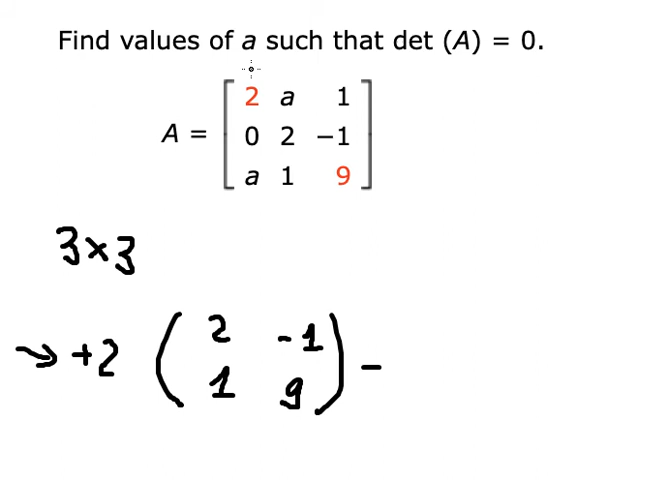 Find values of a such that det (A) = 0.
2 a 1
A = 0 2 −1
a 1 9
3×3
→ +2 ( 2 -1
1 9 ) −